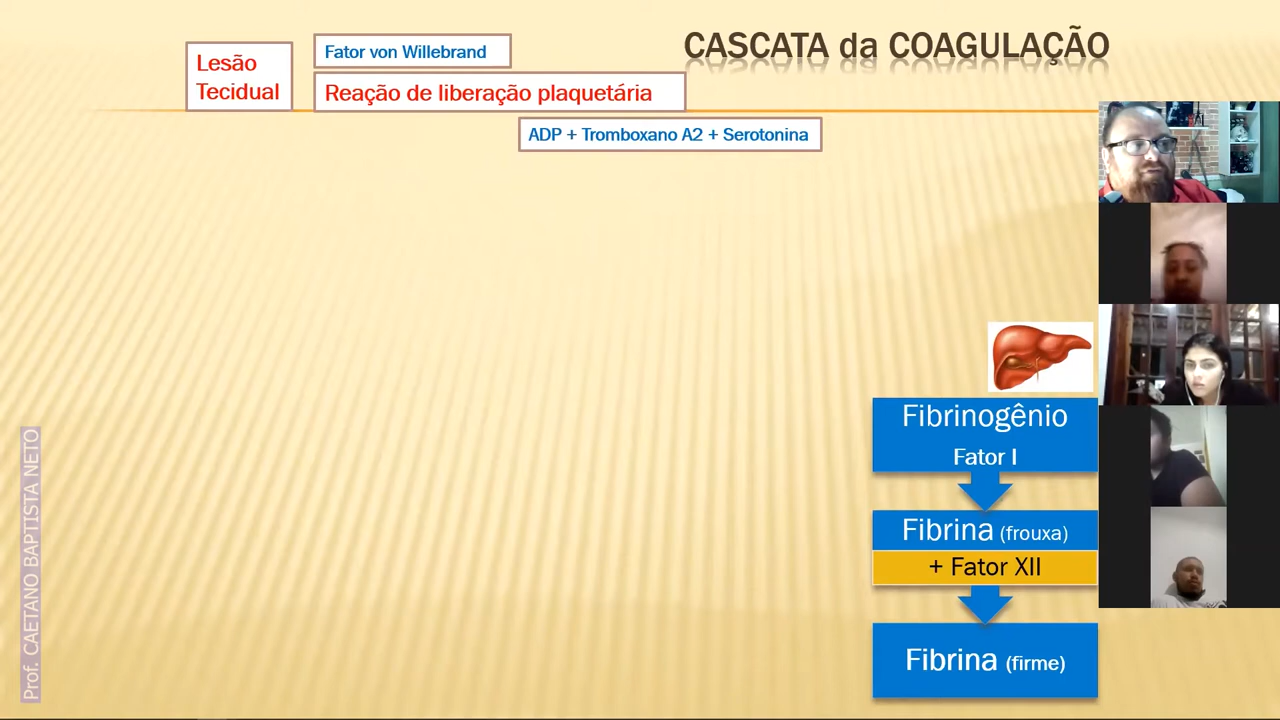 CASCATA da COAGULAÇÃO
Lesão
Tecidual
Fator von Willebrand
Reação de liberação plaquetária
ADP + Tromboxano A2 + Serotonina
Fibrinogênio
Fator I
Fibrina (frouxa)
+ Fator XII
Fibrina (firme)
Prof. CAETANO BAPTISTA NETO